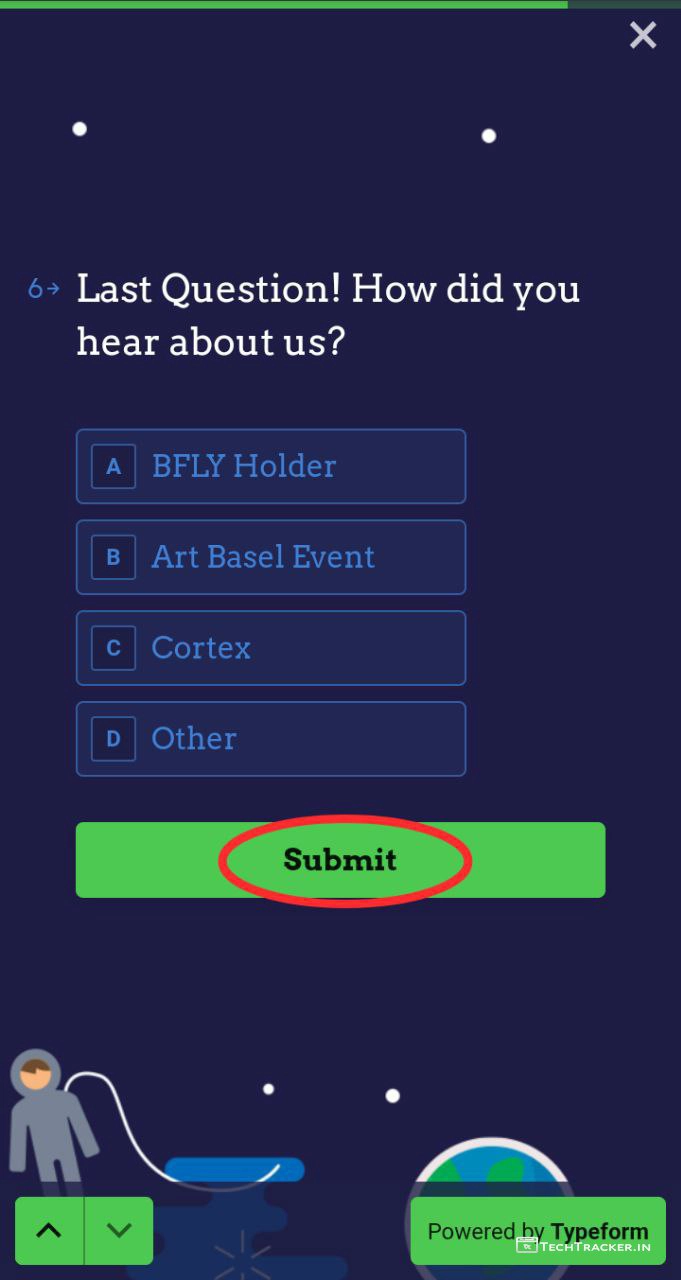 6→ Last Question! How did you
hear about us?
A BFLY Holder
B Art Basel Event
C Cortex
D Other
Submit
Powered by Typeform
TECHTRACKER.IN